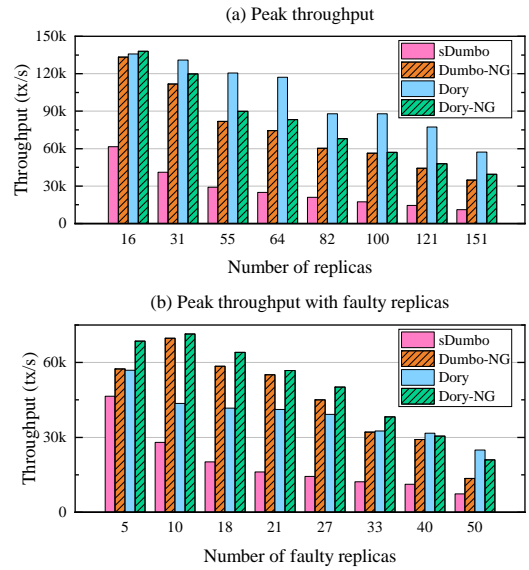 (a) Peak throughput
Throughput (tx/s)
150k
120k
90k
60k
30k
0
sDumbo
Dumbo-NG
Dory
Dory-NG
16 31 55 64 82 100 121 151
Number of replicas
(b) Peak throughput with faulty replicas
Throughput (tx/s)
60k
30k
0
sDumbo
Dumbo-NG
Dory
Dory-NG
5 10 18 21 27 33 40 50
Number of faulty replicas